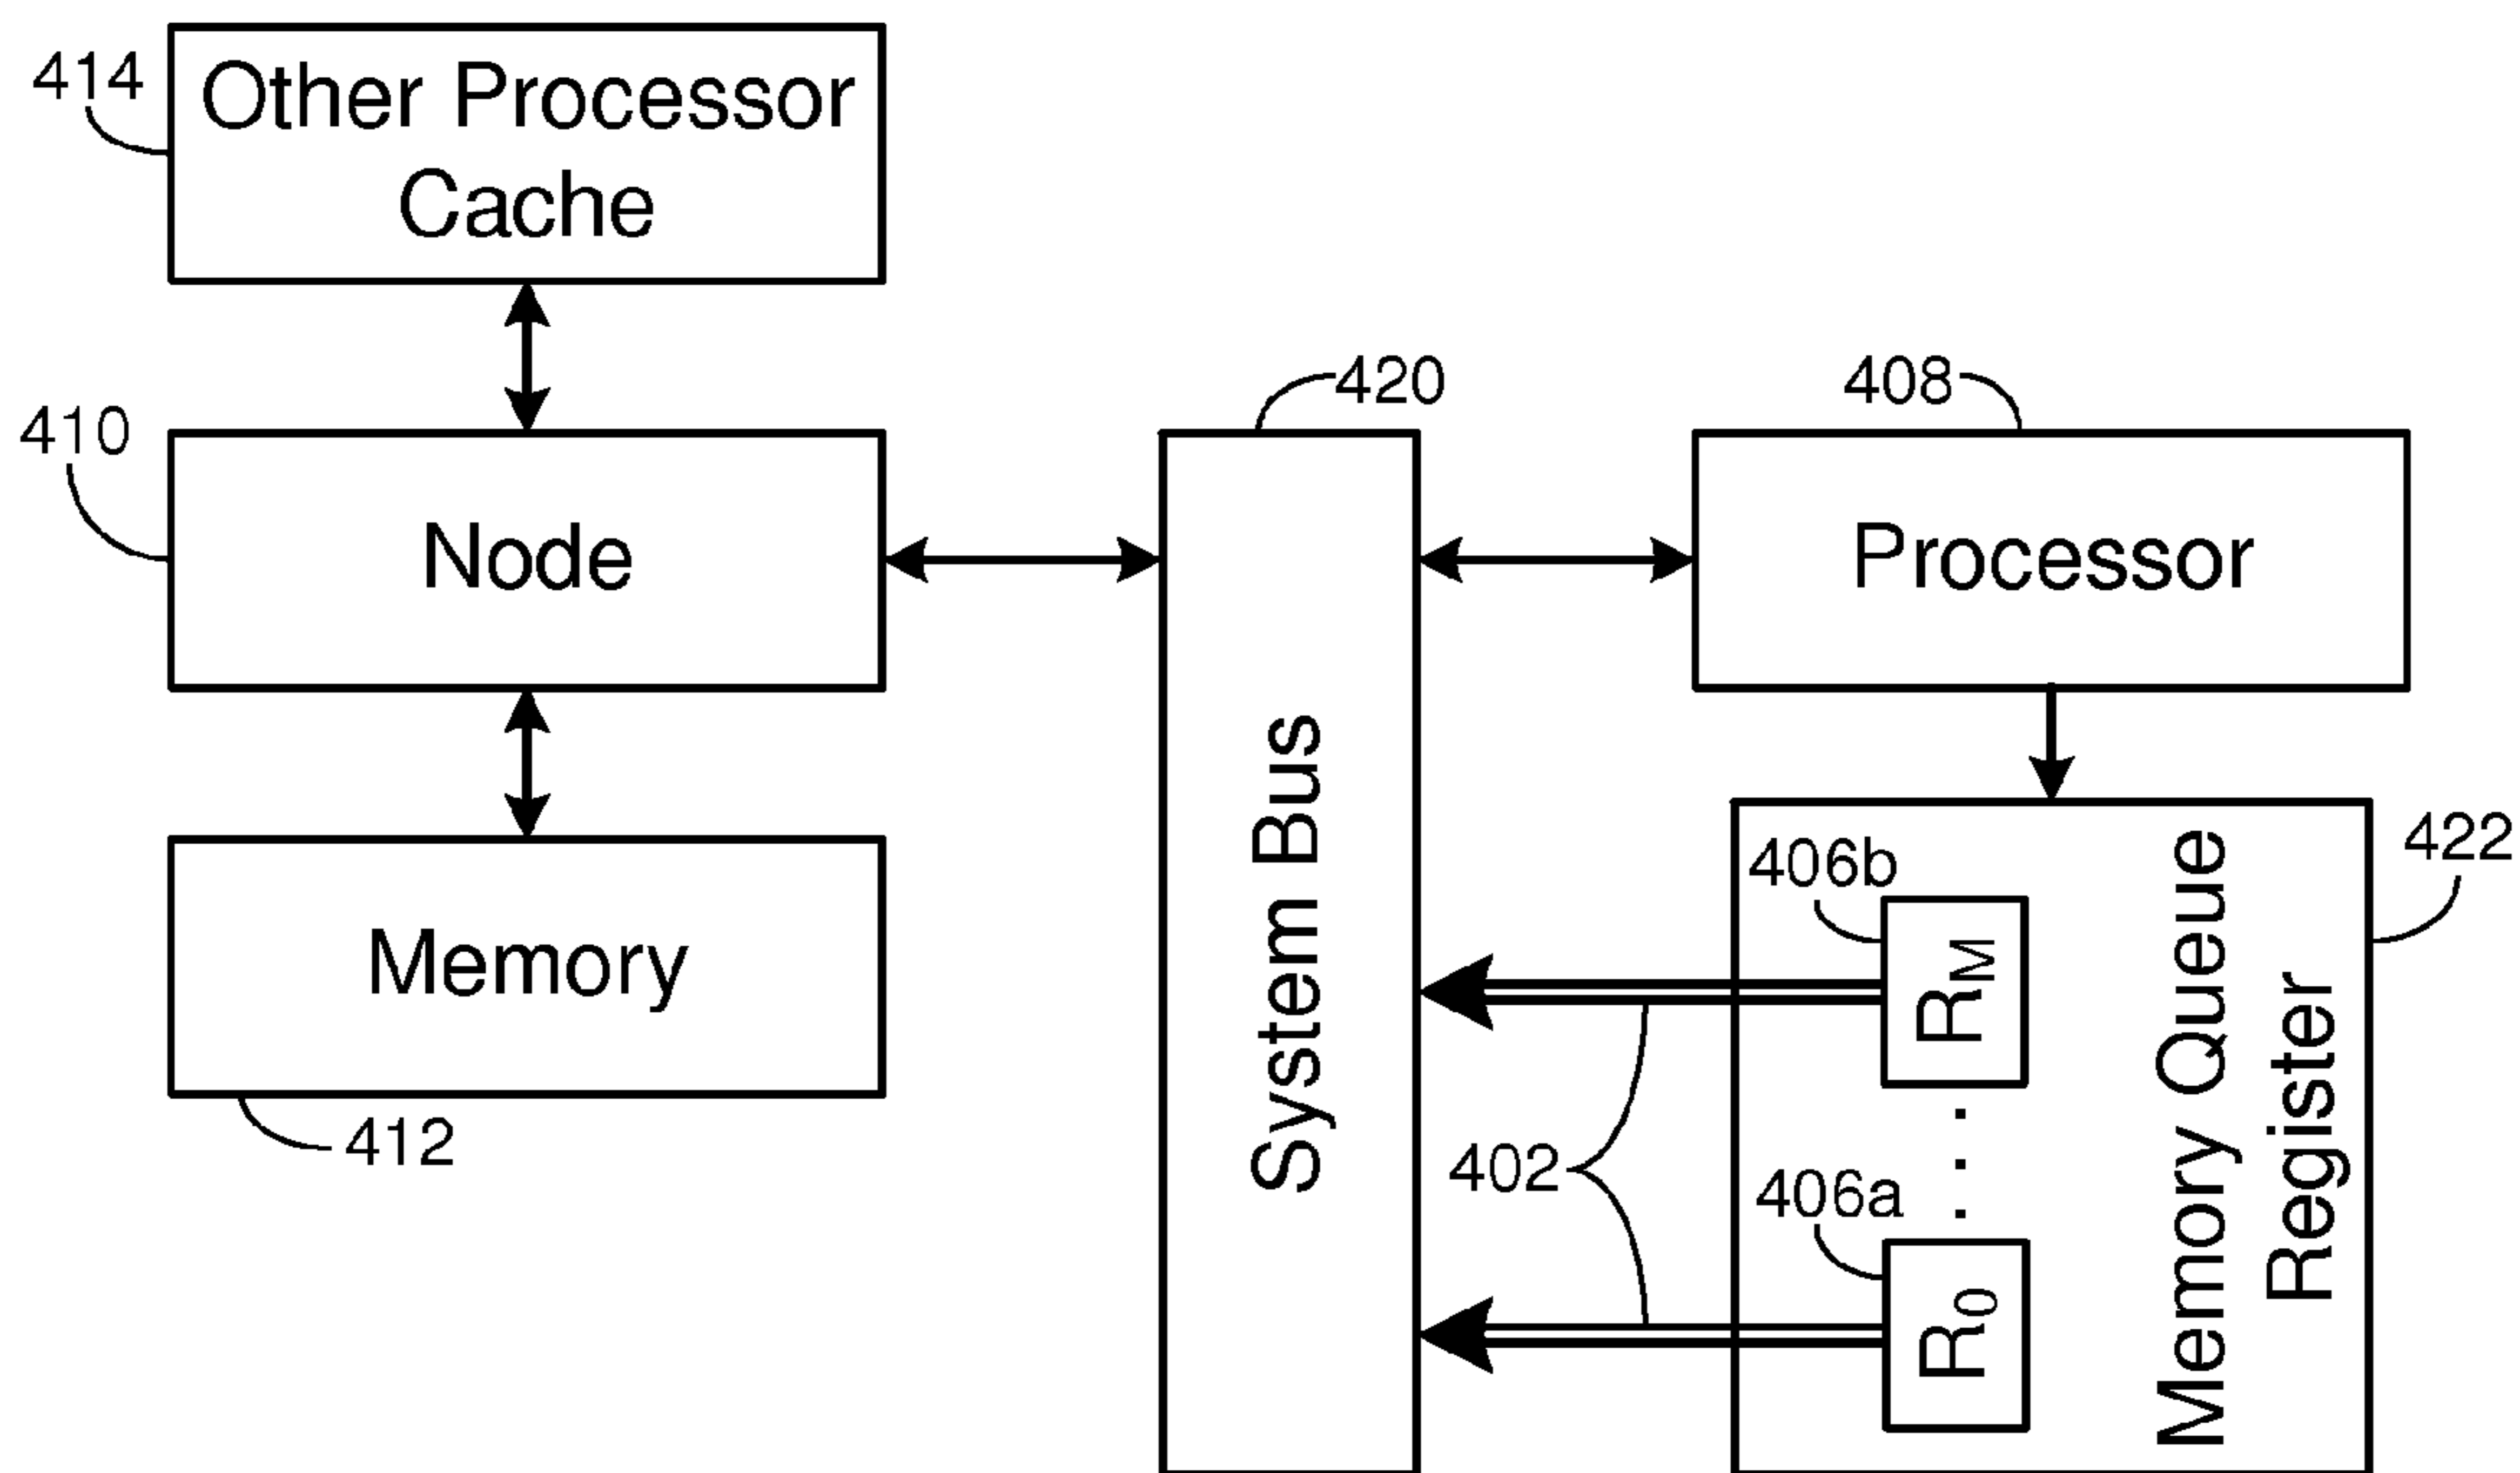 414
Other Processor
Cache
420
408
410
Node
Processor
System Bus
Memory
412
422
406b
R_M
402
406a
R_0
Memory Queue
Register